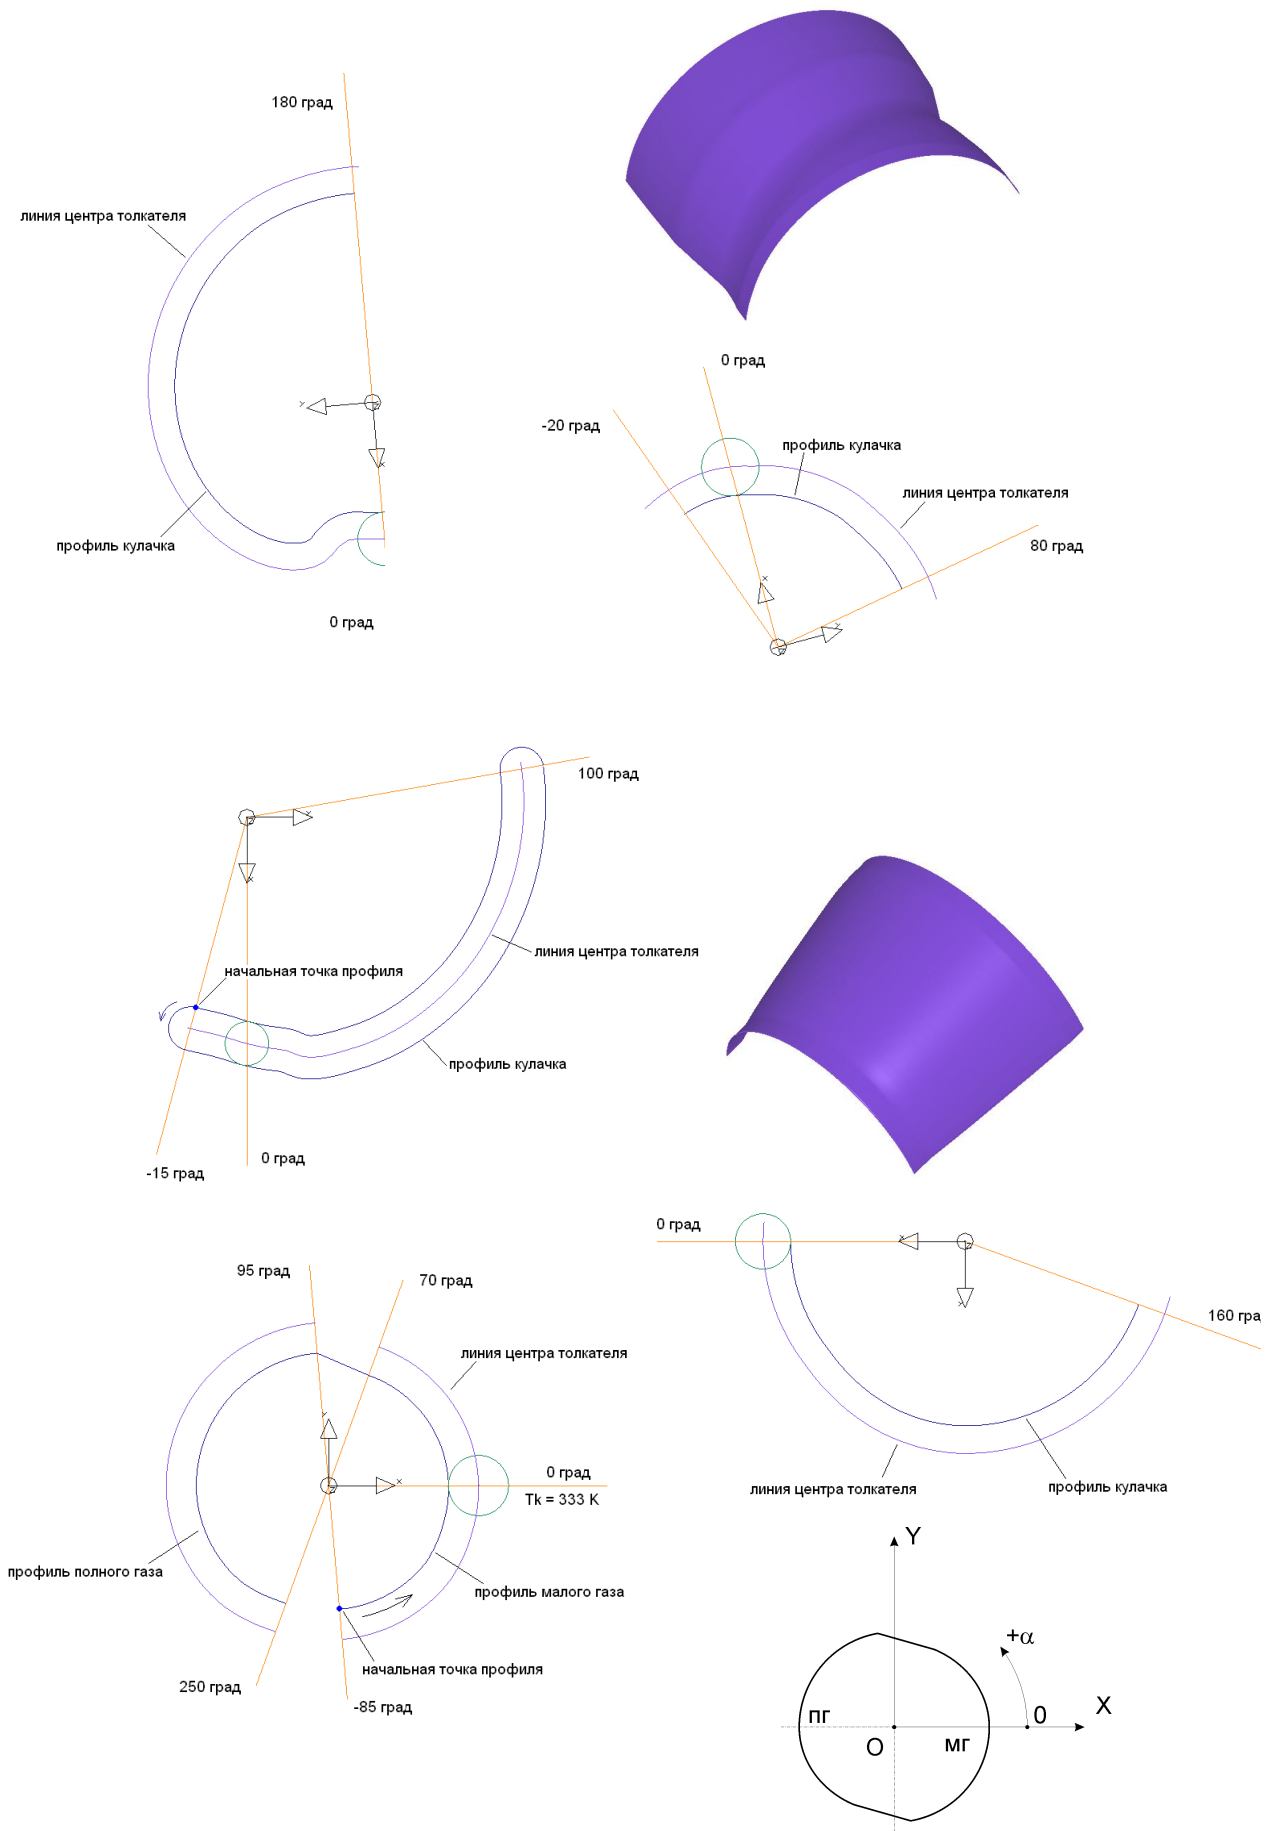 180 град
линия центра толкателя
Y
X
Z
профиль кулачка
0 град
0 град
-20 град
профиль кулачка
линия центра толкателя
80 град
X
Y
Z
100 град
Y
Z
X
линия центра толкателя
начальная точка профиля
профиль кулачка
0 град
-15 град
0 град
X
Z
Y
160 гра
линия центра толкателя
профиль кулачка
95 град
70 град
линия центра толкателя
Y
X
Z
0 град
Tk = 333 K
профиль полного газа
профиль малого газа
начальная точка профиля
250 град
-85 град
Y
+α
X
0
пг
мг
O